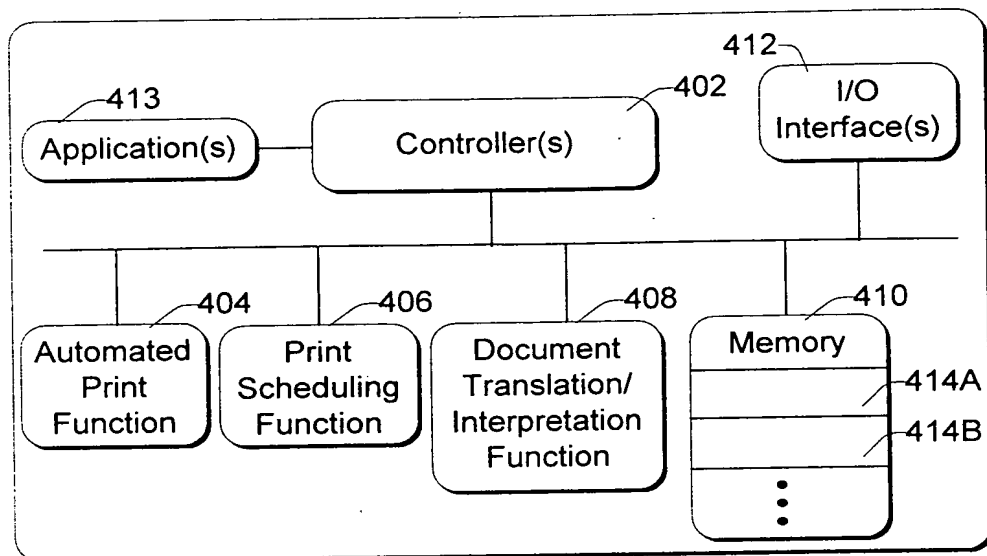 413
Application(s)
402
Controller(s)
412
I/O
Interface(s)
404
Automated
Print
Function
406
Print
Scheduling
Function
408
Document
Translation/
Interpretation
Function
410
Memory
414A
414B